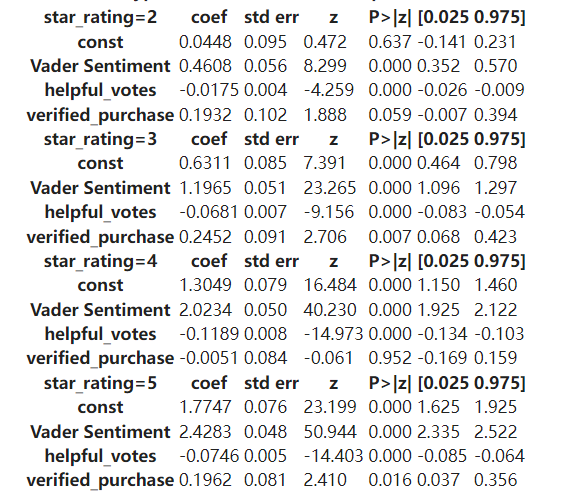 star_rating=2 coef std err z P>|z| [0.025 0.975]
const 0.0448 0.095 0.472 0.637 -0.141 0.231
Vader Sentiment 0.4608 0.056 8.299 0.000 0.352 0.570
helpful_votes -0.0175 0.004 -4.259 0.000 -0.026 -0.009
verified_purchase 0.1932 0.102 1.888 0.059 -0.007 0.394
star_rating=3 coef std err z P>|z| [0.025 0.975]
const 0.6311 0.085 7.391 0.000 0.464 0.798
Vader Sentiment 1.1965 0.051 23.265 0.000 1.096 1.297
helpful_votes -0.0681 0.007 -9.156 0.000 -0.083 -0.054
verified_purchase 0.2452 0.091 2.706 0.007 0.068 0.423
star_rating=4 coef std err z P>|z| [0.025 0.975]
const 1.3049 0.079 16.484 0.000 1.150 1.460
Vader Sentiment 2.0234 0.050 40.230 0.000 1.925 2.122
helpful_votes -0.1189 0.008 -14.973 0.000 -0.134 -0.103
verified_purchase -0.0051 0.084 -0.061 0.952 -0.169 0.159
star_rating=5 coef std err z P>|z| [0.025 0.975]
const 1.7747 0.076 23.199 0.000 1.625 1.925
Vader Sentiment 2.4283 0.048 50.944 0.000 2.335 2.522
helpful_votes -0.0746 0.005 -14.403 0.000 -0.085 -0.064
verified_purchase 0.1962 0.081 2.410 0.016 0.037 0.356